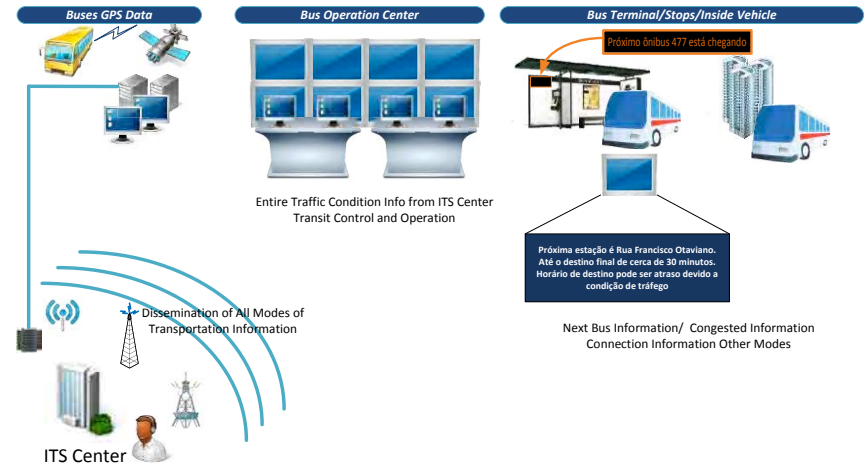 Buses GPS Data
Bus Operation Center
Bus Terminal/Stops/Inside Vehicle
Próximo ônibus 477 está chegando
Entire Traffic Condition Info from ITS Center
Transit Control and Operation
Próxima estação é Rua Francisco Otaviano.
Até o destino final de cerca de 30 minutos.
Horário de destino pode ser atraso devido a
condição de tráfego
Dissemination of All Modes of
Transportation Information
Next Bus Information/ Congested Information
Connection Information Other Modes
ITS Center